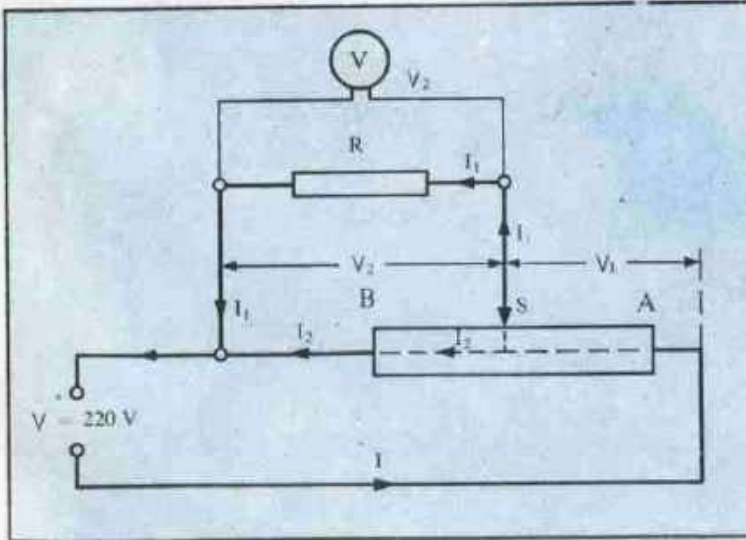 V
V₂
R
I₁
I₁
V₂ V₁
B S A
I₁
I₂ I₂
V = 220 V
I